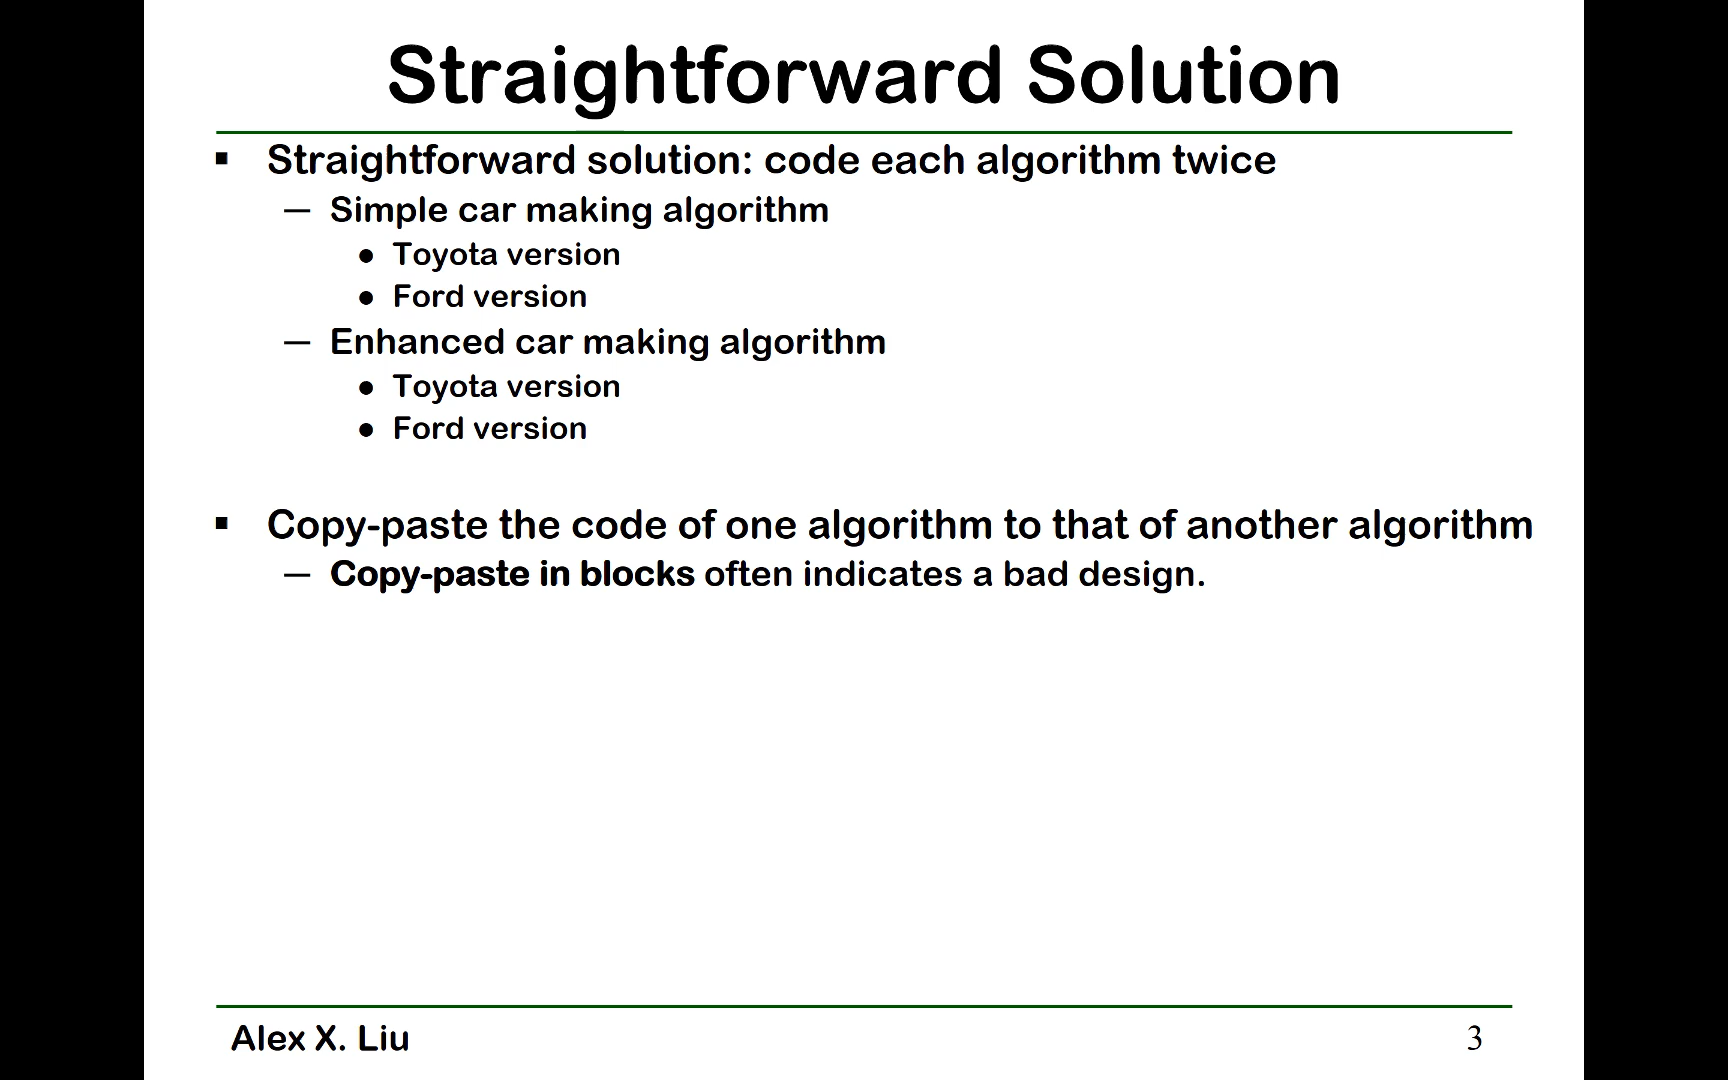 Straightforward Solution
▪ Straightforward solution: code each algorithm twice
— Simple car making algorithm
● Toyota version
● Ford version
— Enhanced car making algorithm
● Toyota version
● Ford version
▪ Copy-paste the code of one algorithm to that of another algorithm
— Copy-paste in blocks often indicates a bad design.
Alex X. Liu
3